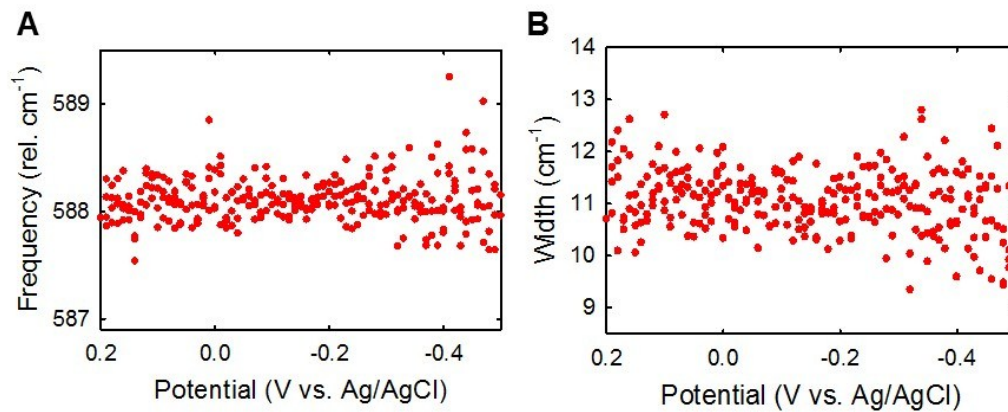 A
Frequency (rel. cm-1)
589
588
587
0.2
0.0
-0.2
-0.4
Potential (V vs. Ag/AgCl)
B
Width (cm-1)
14
13
12
11
10
9
0.2
0.0
-0.2
-0.4
Potential (V vs. Ag/AgCl)